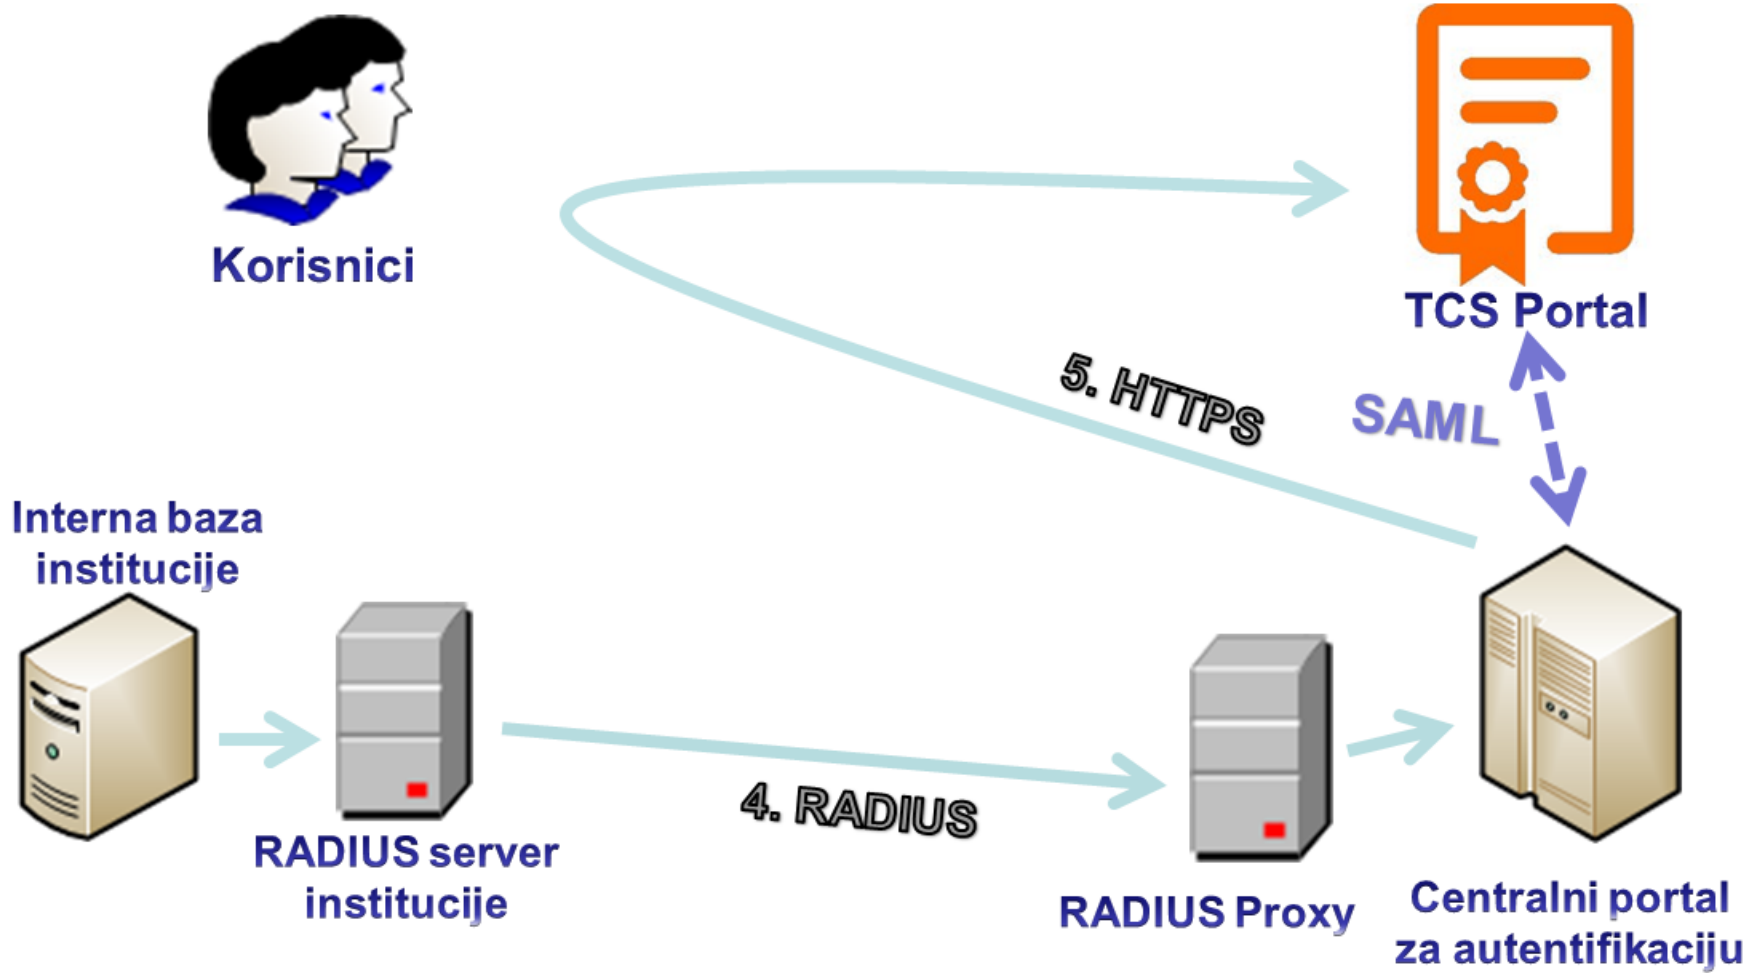 Korisnici
TCS Portal
5. HTTPS
SAML
Interna baza
institucije
4. RADIUS
RADIUS server
institucije
RADIUS Proxy
Centralni portal
za autentifikaciju